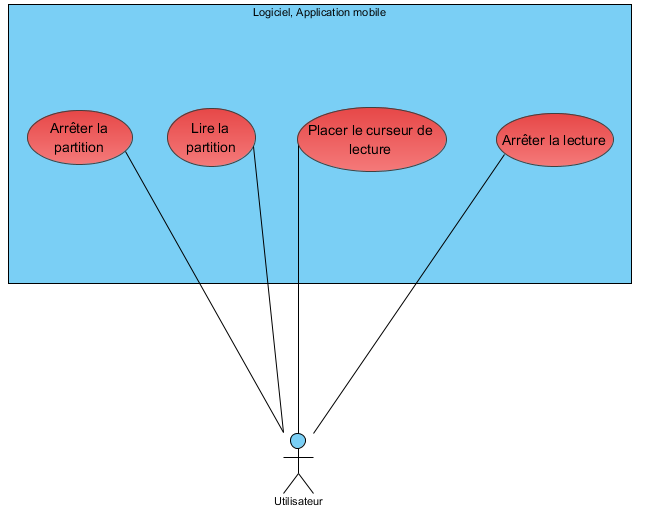 Logiciel, Application mobile
Arrêter la
partition
Lire la
partition
Placer le curseur de
lecture
Arrêter la lecture
Utilisateur